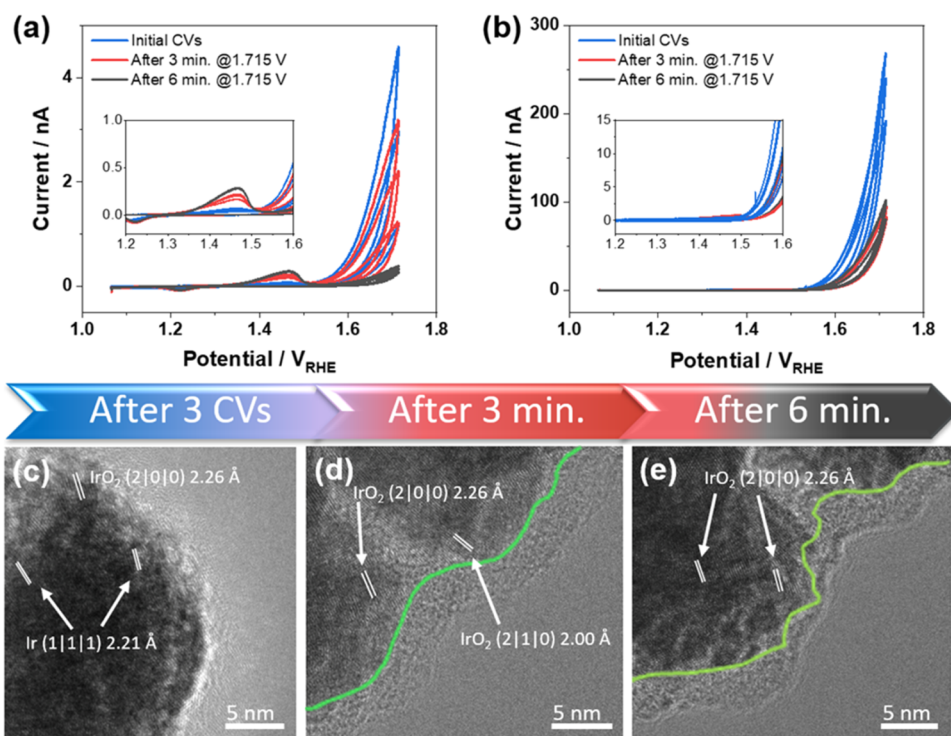 (a)
Initial CVs
After 3 min. @1.715 V
After 6 min. @1.715 V
4
2
0
Current / nA
1.0
0.5
0.0
1.2 1.3 1.4 1.5 1.6
1.0 1.2 1.4 1.6 1.8
Potential / V_RHE
(b)
Initial CVs
After 3 min. @1.715 V
After 6 min. @1.715 V
300
250
200
150
100
50
0
Current / nA
15
10
5
0
1.2 1.3 1.4 1.5 1.6
1.0 1.2 1.4 1.6 1.8
Potential / V_RHE
After 3 CVs
After 3 min.
After 6 min.
(c)
IrO₂ (2|0|0) 2.26 Å
Ir (1|1|1) 2.21 Å
5 nm
(d)
IrO₂ (2|0|0) 2.26 Å
IrO₂ (2|1|0) 2.00 Å
5 nm
(e)
IrO₂ (2|0|0) 2.26 Å
5 nm